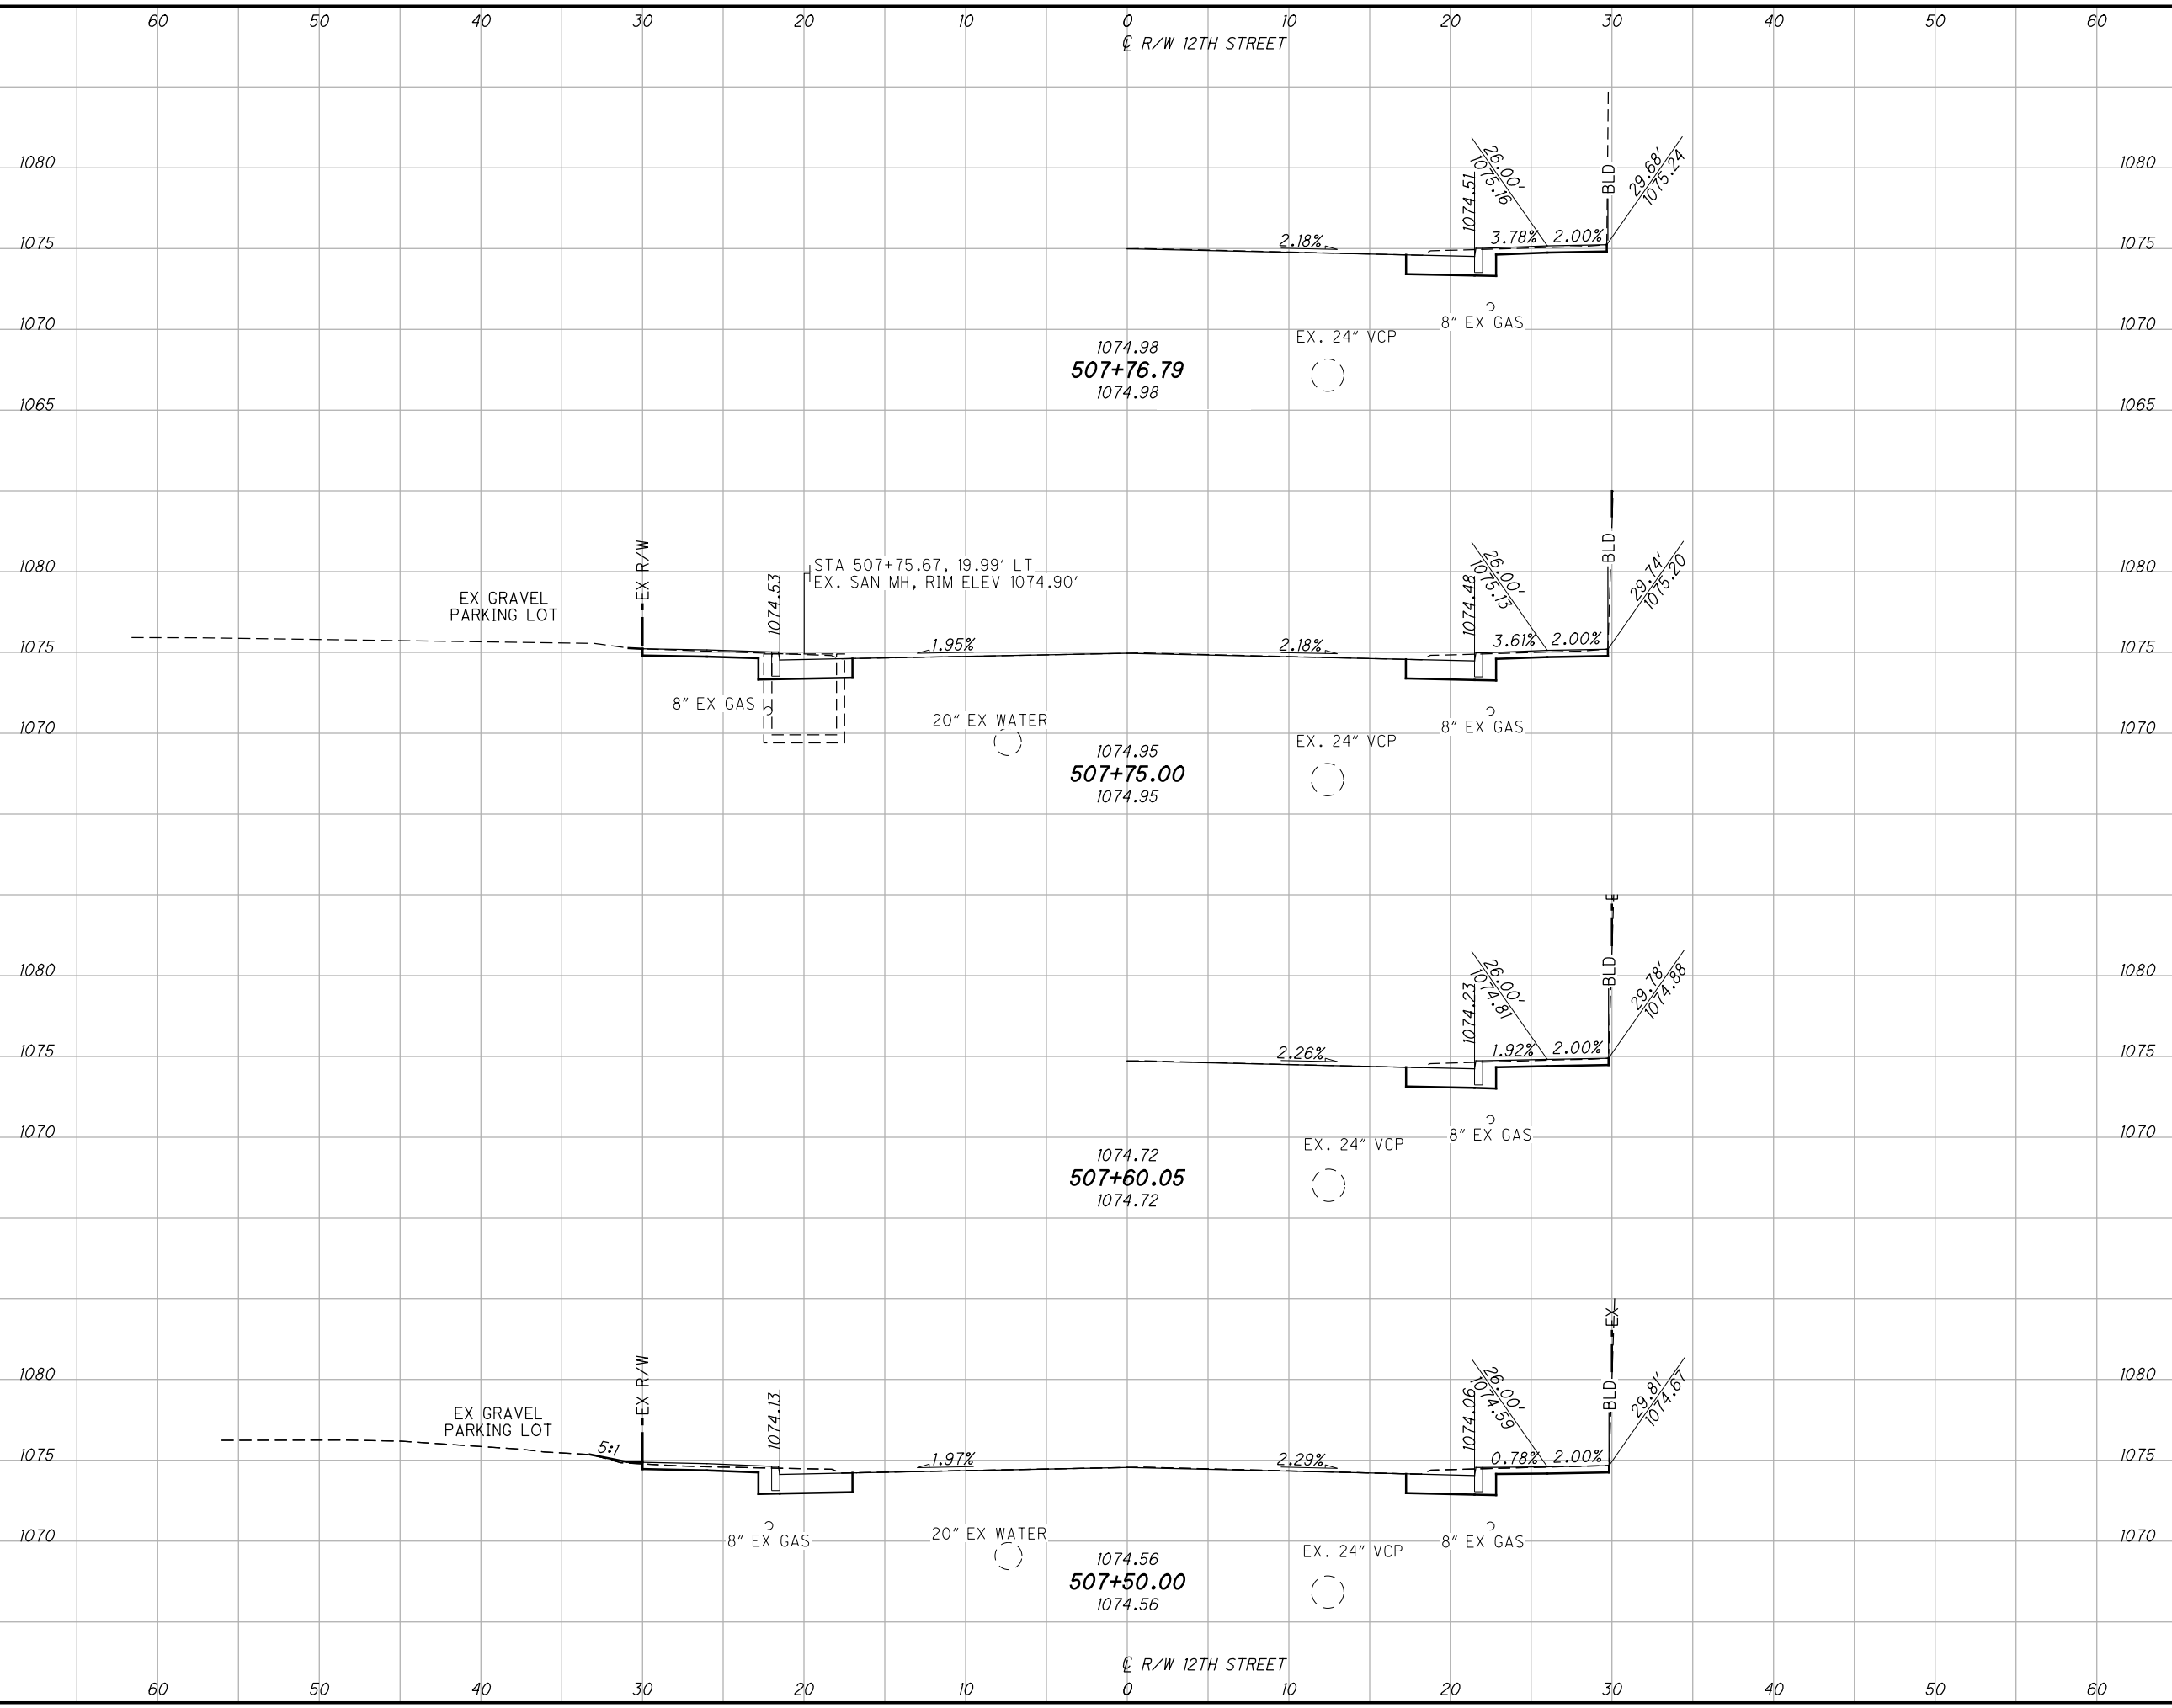 60 50 40 30 20 10 0 10 20 30 40 50 60
℄ R/W 12TH STREET
1080 1080
1075 1075
1070 1070
1065 1065
2.18%
1074.51
26.00'
1075.16
3.78%
2.00%
BLD
29.68'
1075.24
8" EX GAS
EX. 24" VCP
1074.98
507+76.79
1074.98
1080 1080
1075 1075
1070 1070
EX GRAVEL
PARKING LOT
EX R/W
1074.53
STA 507+75.67, 19.99' LT
EX. SAN MH, RIM ELEV 1074.90'
1.95%
2.18%
1074.48
26.00'
1075.13
3.61%
2.00%
BLD
29.74'
1075.20
8" EX GAS
20" EX WATER
EX. 24" VCP
8" EX GAS
1074.95
507+75.00
1074.95
1080 1080
1075 1075
1070 1070
2.26%
1074.23
26.00'
1074.81
1.92%
2.00%
BLD
29.78'
1074.88
8" EX GAS
EX. 24" VCP
1074.72
507+60.05
1074.72
1080 1080
1075 1075
1070 1070
EX GRAVEL
PARKING LOT
5:1
EX R/W
1074.13
1.97%
2.29%
1074.06
26.00'
1074.59
0.78%
2.00%
BLD
EX
29.81'
1074.67
8" EX GAS
20" EX WATER
EX. 24" VCP
8" EX GAS
1074.56
507+50.00
1074.56
℄ R/W 12TH STREET
60 50 40 30 20 10 0 10 20 30 40 50 60